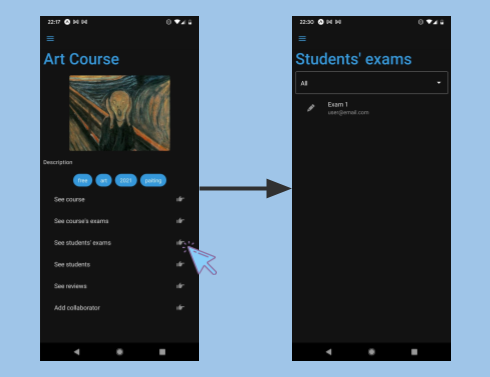 22:17
Art Course
Description
free art 2021 paiting
See course
See course's exams
See students' exams
See students
See reviews
Add collaborator
22:30
Students' exams
All
Exam 1
user@email.com